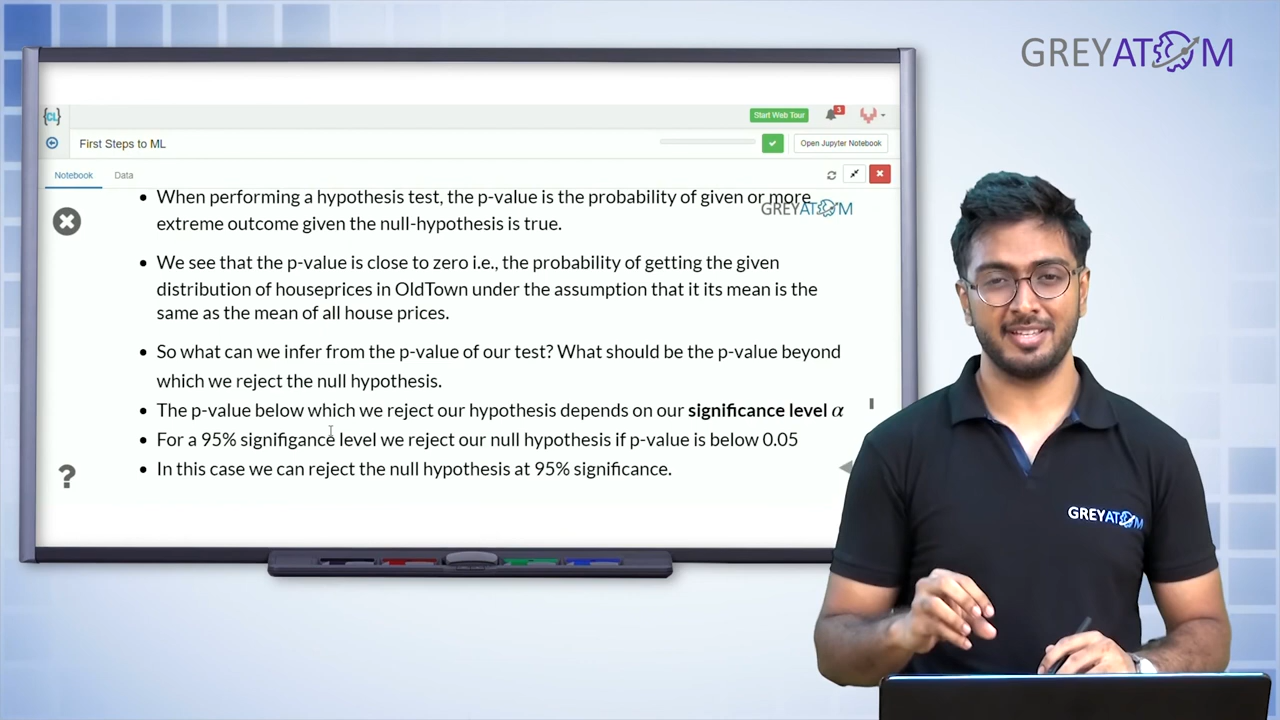 GREYATOM
{CL}
Start Web Tour
3
First Steps to ML
Open Jupyter Notebook
Notebook
Data
• When performing a hypothesis test, the p-value is the probability of given or more
GREYATOM
extreme outcome given the null-hypothesis is true.
• We see that the p-value is close to zero i.e., the probability of getting the given
distribution of houseprices in OldTown under the assumption that it its mean is the
same as the mean of all house prices.
• So what can we infer from the p-value of our test? What should be the p-value beyond
which we reject the null hypothesis.
• The p-value below which we reject our hypothesis depends on our significance level α
• For a 95% signifigance level we reject our null hypothesis if p-value is below 0.05
• In this case we can reject the null hypothesis at 95% significance.
?
GREYATOM